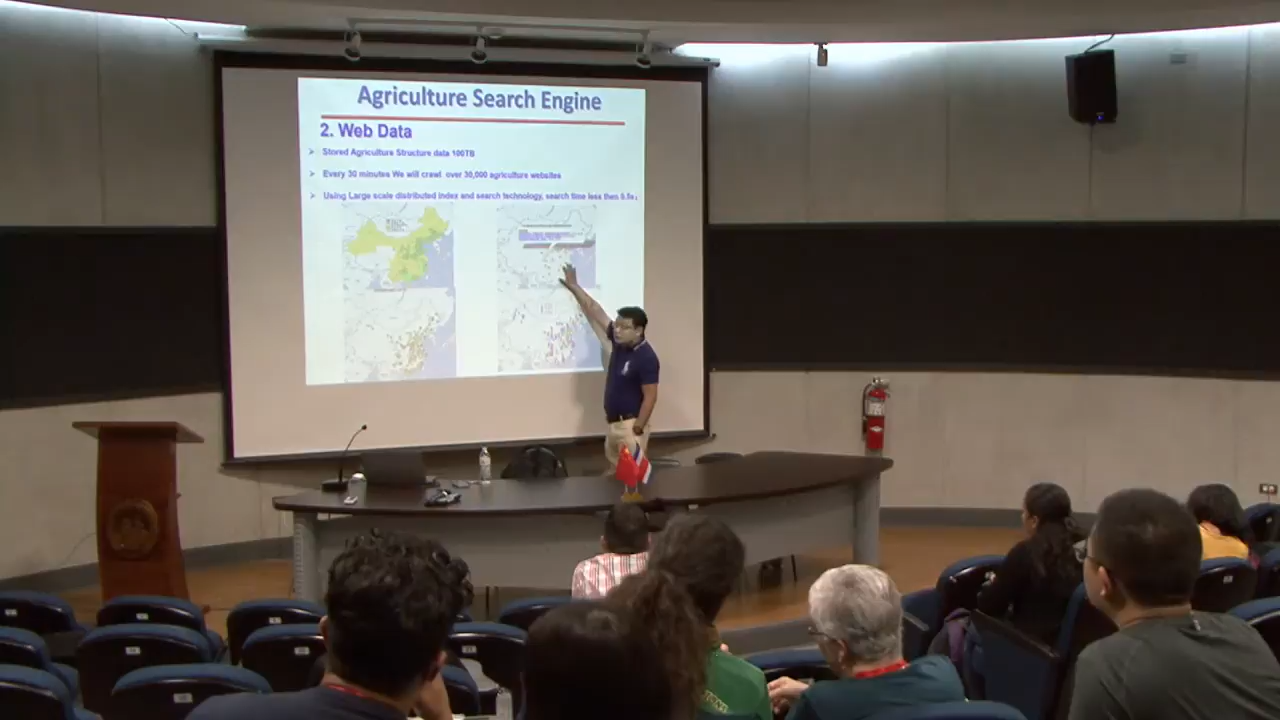 Agriculture Search Engine
2. Web Data
➢ Stored Agriculture Structure data 100TB
➢ Every 30 minutes We will crawl over 30,000 agriculture websites
➢ Using Large scale distributed index and search technology, search time less then 0.5s.